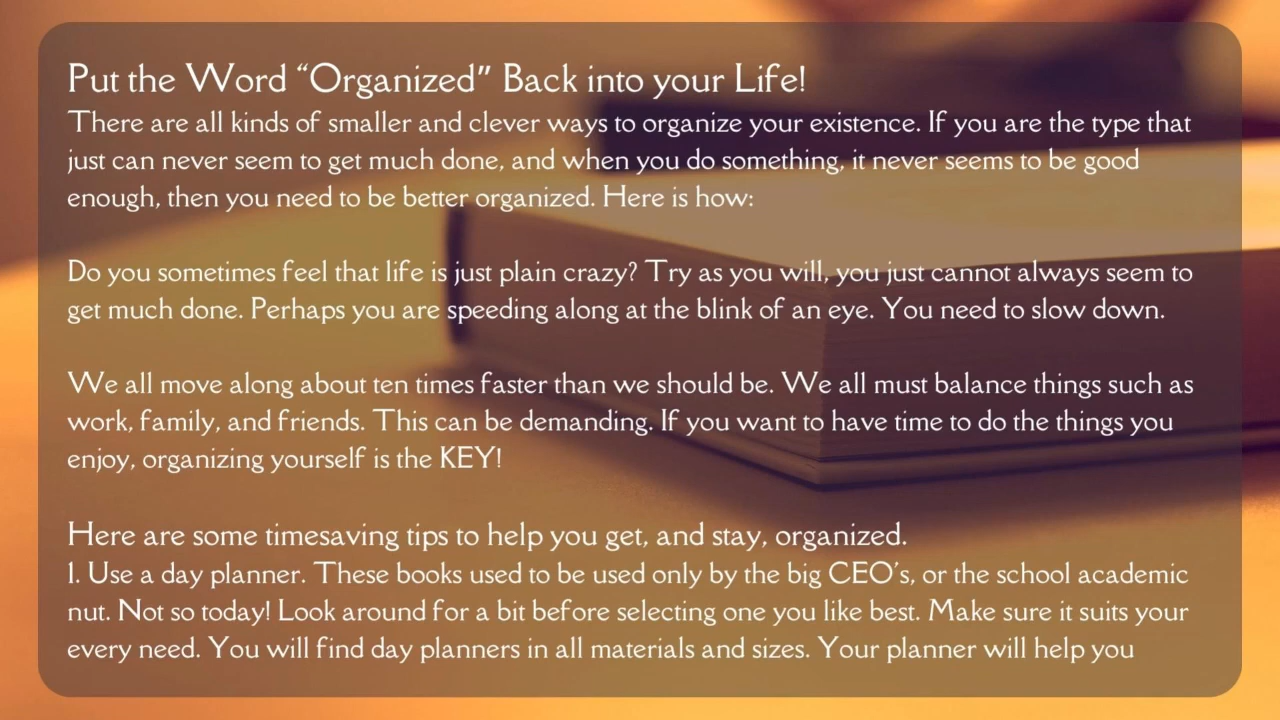 Put the Word “Organized” Back into your Life!
There are all kinds of smaller and clever ways to organize your existence. If you are the type that
just can never seem to get much done, and when you do something, it never seems to be good
enough, then you need to be better organized. Here is how:
Do you sometimes feel that life is just plain crazy? Try as you will, you just cannot always seem to
get much done. Perhaps you are speeding along at the blink of an eye. You need to slow down.
We all move along about ten times faster than we should be. We all must balance things such as
work, family, and friends. This can be demanding. If you want to have time to do the things you
enjoy, organizing yourself is the KEY!
Here are some timesaving tips to help you get, and stay, organized.
1. Use a day planner. These books used to be used only by the big CEO’s, or the school academic
nut. Not so today! Look around for a bit before selecting one you like best. Make sure it suits your
every need. You will find day planners in all materials and sizes. Your planner will help you